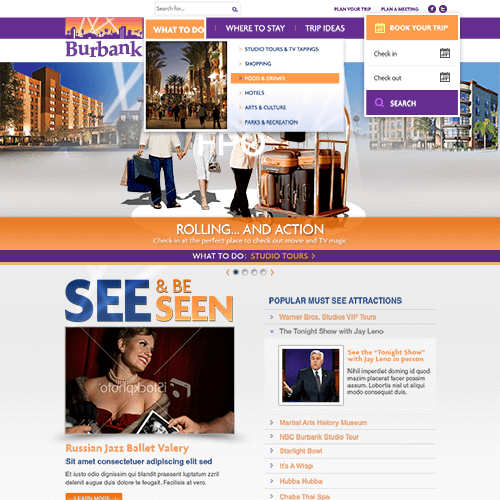 Search for...
PLAN YOUR TRIP
PLAN A MEETING
Burbank
WHAT TO DO
WHERE TO STAY
TRIP IDEAS
BOOK YOUR TRIP
STUDIO TOURS & TV TAPINGS
SHOPPING
FOOD & DRINKS
HOTELS
ARTS & CULTURE
PARKS & RECREATION
Check in
Check out
SEARCH
FPO
ROLLING... AND ACTION
Check-in at the perfect place to check out movie and TV magic
WHAT TO DO: STUDIO TOURS >
SEE & BE SEEN
iStockphoto
Russian Jazz Ballet Valery
Sit amet consectetuer adipiscing elit sed
Et iusto odio dignissim qui blandit praesent luptatum zzril
delenit augue duis dolore te feugait. Facilisis at vero.
LEARN MORE >
POPULAR MUST SEE ATTRACTIONS
Warner Bros. Studios VIP Tours
The Tonight Show with Jay Leno
See the "Tonight Show"
with Jay Leno in person
Nihil imperdiet doming id quod
mazim placerat facer possim
assum. Lobortis nisl ut aliquip
modo consequat duis.
Martial Arts History Museum
NBC Burbank Studio Tour
Starlight Bowl
It's A Wrap
Hubba Hubba
Chaba Thai Spa